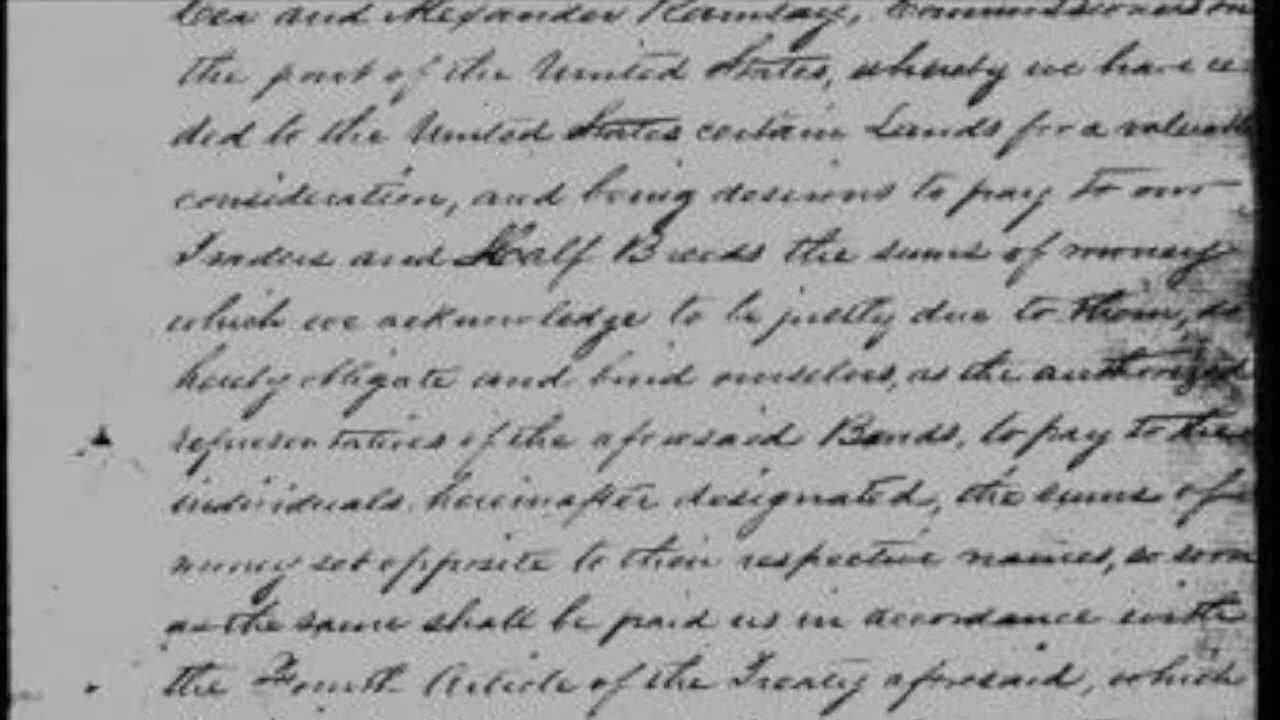 Lea and Alexander Ramsay, Commissioners on
the part of the United States, whereby we have ce
ded to the United States certain Lands for a valuable
consideration, and being desirous to pay to our
Traders and Half Breeds the sums of money
which we acknowledge to be justly due to them, do
hereby obligate and bind ourselves, as the authorized
representatives of the aforesaid Bands, to pay to the
individuals hereinafter designated, the sums of
money set opposite to their respective names, so soon
as the same shall be paid us in accordance with
the Fourth Article of the Treaty aforesaid, which